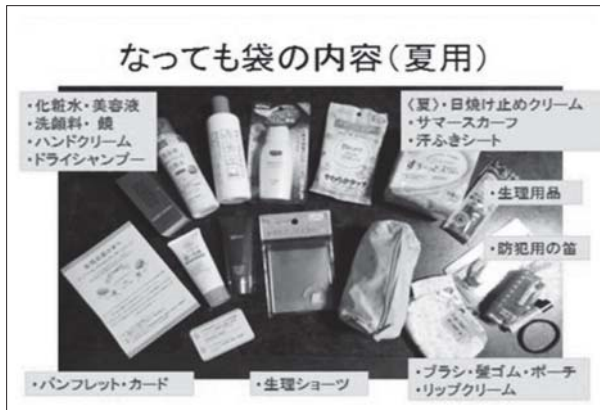 なっても袋の内容(夏用)
・化粧水・美容液
・洗顔料・鏡
・ハンドクリーム
・ドライシャンプー
〈夏〉・日焼け止めクリーム
・サマースカーフ
・汗ふきシート
・生理用品
・防犯用の笛
・パンフレット・カード
・生理ショーツ
・ブラシ・髪ゴム・ポーチ
・リップクリーム